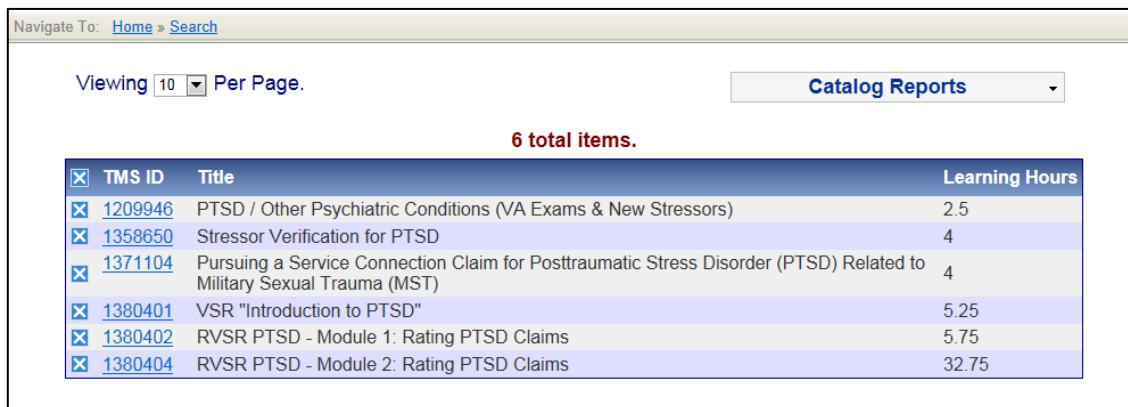 Navigate To: Home » Search
Viewing 10 Per Page.
Catalog Reports
6 total items.
TMS ID Title Learning Hours
1209946 PTSD / Other Psychiatric Conditions (VA Exams & New Stressors) 2.5
1358650 Stressor Verification for PTSD 4
1371104 Pursuing a Service Connection Claim for Posttraumatic Stress Disorder (PTSD) Related to
Military Sexual Trauma (MST) 4
1380401 VSR "Introduction to PTSD" 5.25
1380402 RVSR PTSD - Module 1: Rating PTSD Claims 5.75
1380404 RVSR PTSD - Module 2: Rating PTSD Claims 32.75